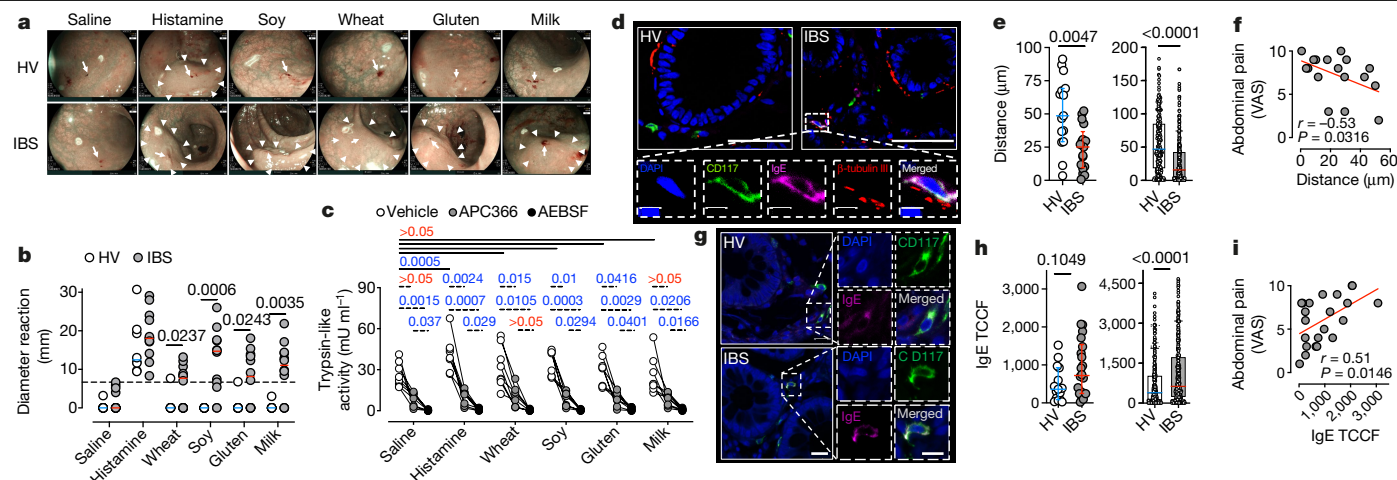 a
Saline Histamine Soy Wheat Gluten Milk
HV
IBS
b
HV IBS
Diameter reaction
(mm)
30
20
10
0
0.0237
0.0006
0.0243
0.0035
Saline Histamine Wheat Soy Gluten Milk
c
Vehicle APC366 AEBSF
>0.05
0.0005
>0.05 0.0024 0.015 0.01 0.0416 >0.05
0.0015 0.0007 0.0105 0.0003 0.0029 0.0206
0.037 0.029 >0.05 0.0294 0.0401 0.0166
Trypsin-like
activity (mU ml⁻¹)
90
60
30
0
Saline Histamine Wheat Soy Gluten Milk
d
HV IBS
DAPI CD117 IgE β-tubulin III Merged
e
0.0047 <0.0001
Distance (μm)
100
75
50
25
0
200
150
100
50
0
HV IBS HV IBS
f
Abdominal pain
(VAS)
10
5
0
r = −0.53
P = 0.0316
0 20 40 60
Distance (μm)
g
HV
DAPI CD117
IgE Merged
IBS
DAPI C D117
IgE Merged
h
0.1049 <0.0001
IgE TCCF
3,000
2,000
1,000
0
4,500
3,000
1,500
0
HV IBS HV IBS
i
Abdominal pain
(VAS)
10
5
0
r = 0.51
P = 0.0146
0 1,000 2,000 3,000
IgE TCCF